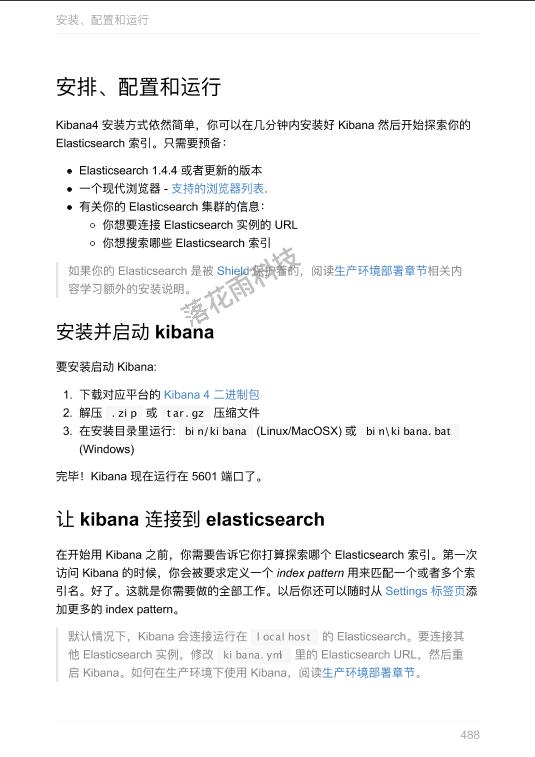 安装、配置和运行
安排、配置和运行
Kibana4 安装方式依然简单，你可以在几分钟内安装好 Kibana 然后开始探索你的
Elasticsearch 索引。只需要预备：
• Elasticsearch 1.4.4 或者更新的版本
• 一个现代浏览器 - 支持的浏览器列表.
• 有关你的 Elasticsearch 集群的信息：
○ 你想要连接 Elasticsearch 实例的 URL
○ 你想搜索哪些 Elasticsearch 索引
如果你的 Elasticsearch 是被 Shield 保护着的，阅读生产环境部署章节相关内
容学习额外的安装说明。
落花雨科技
安装并启动 kibana
要安装启动 Kibana:
1. 下载对应平台的 Kibana 4 二进制包
2. 解压 .zip 或 tar.gz 压缩文件
3. 在安装目录里运行: bin/kibana (Linux/MacOSX) 或 bin\kibana.bat
(Windows)
完毕！Kibana 现在运行在 5601 端口了。
让 kibana 连接到 elasticsearch
在开始用 Kibana 之前，你需要告诉它你打算探索哪个 Elasticsearch 索引。第一次
访问 Kibana 的时候，你会被要求定义一个 index pattern 用来匹配一个或者多个索
引名。好了。这就是你需要做的全部工作。以后你还可以随时从 Settings 标签页添
加更多的 index pattern。
默认情况下，Kibana 会连接运行在 localhost 的 Elasticsearch。要连接其
他 Elasticsearch 实例，修改 kibana.yml 里的 Elasticsearch URL，然后重
启 Kibana。如何在生产环境下使用 Kibana，阅读生产环境部署章节。
488